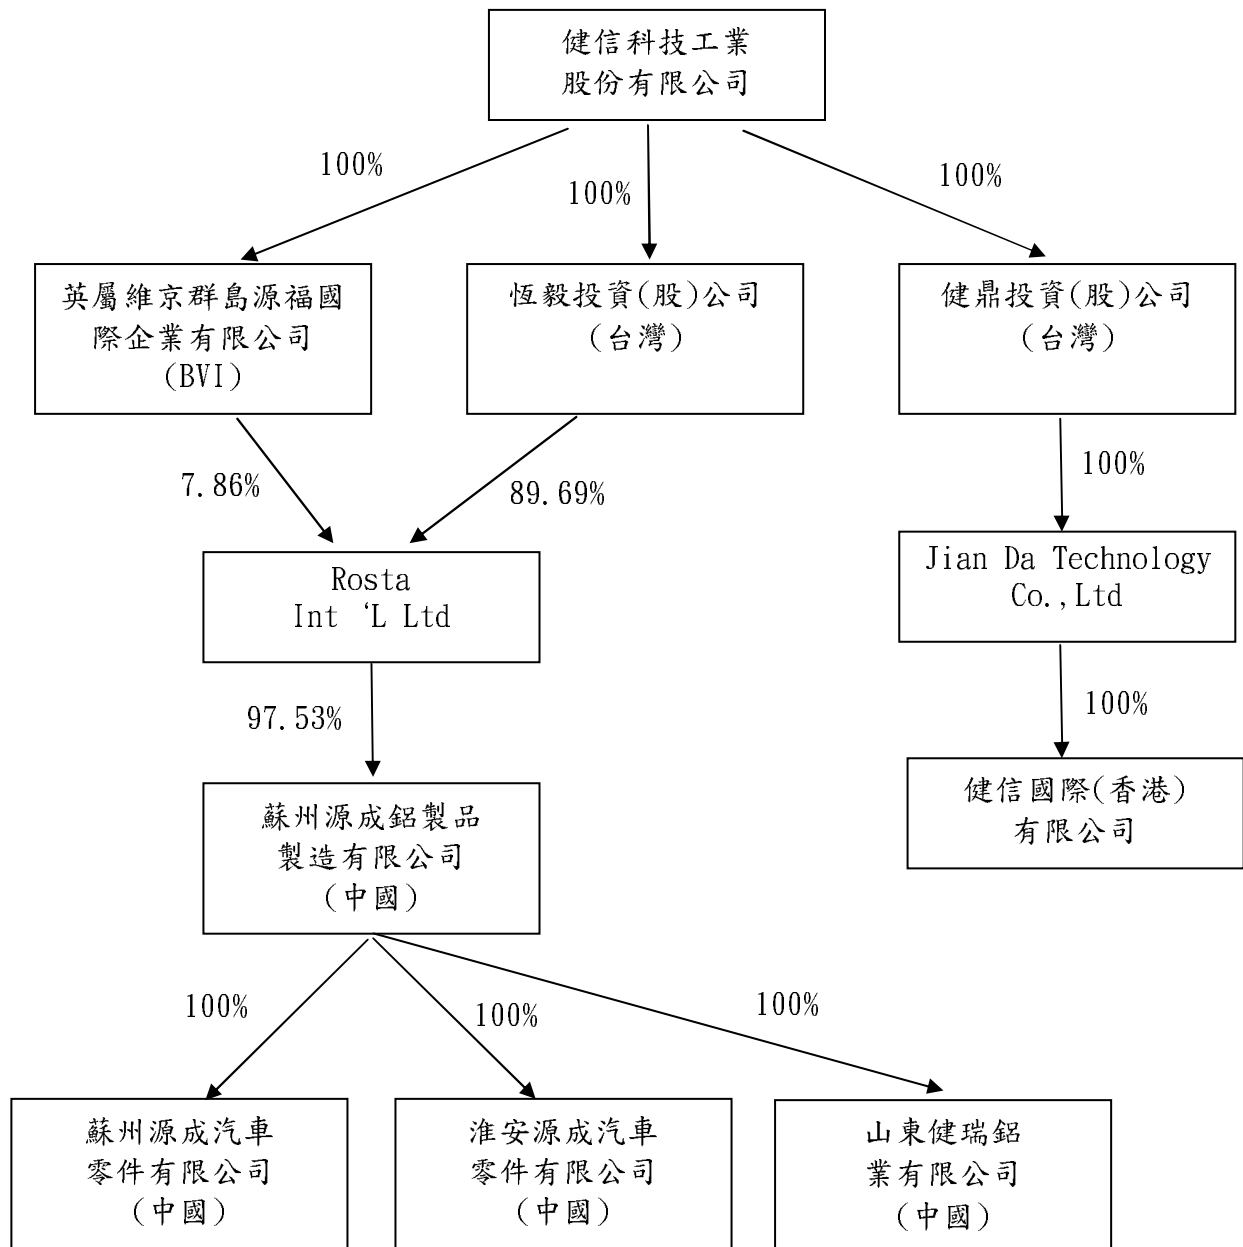 健信科技工業
股份有限公司
100%
100%
100%
英屬維京群島源福國
際企業有限公司
(BVI)
恆毅投資(股)公司
(台灣)
健鼎投資(股)公司
(台灣)
7.86%
89.69%
100%
Rosta
Int ‘L Ltd
Jian Da Technology
Co.,Ltd
97.53%
100%
蘇州源成鋁製品
製造有限公司
(中國)
健信國際(香港)
有限公司
100%
100%
100%
蘇州源成汽車
零件有限公司
(中國)
淮安源成汽車
零件有限公司
(中國)
山東健瑞鋁
業有限公司
(中國)